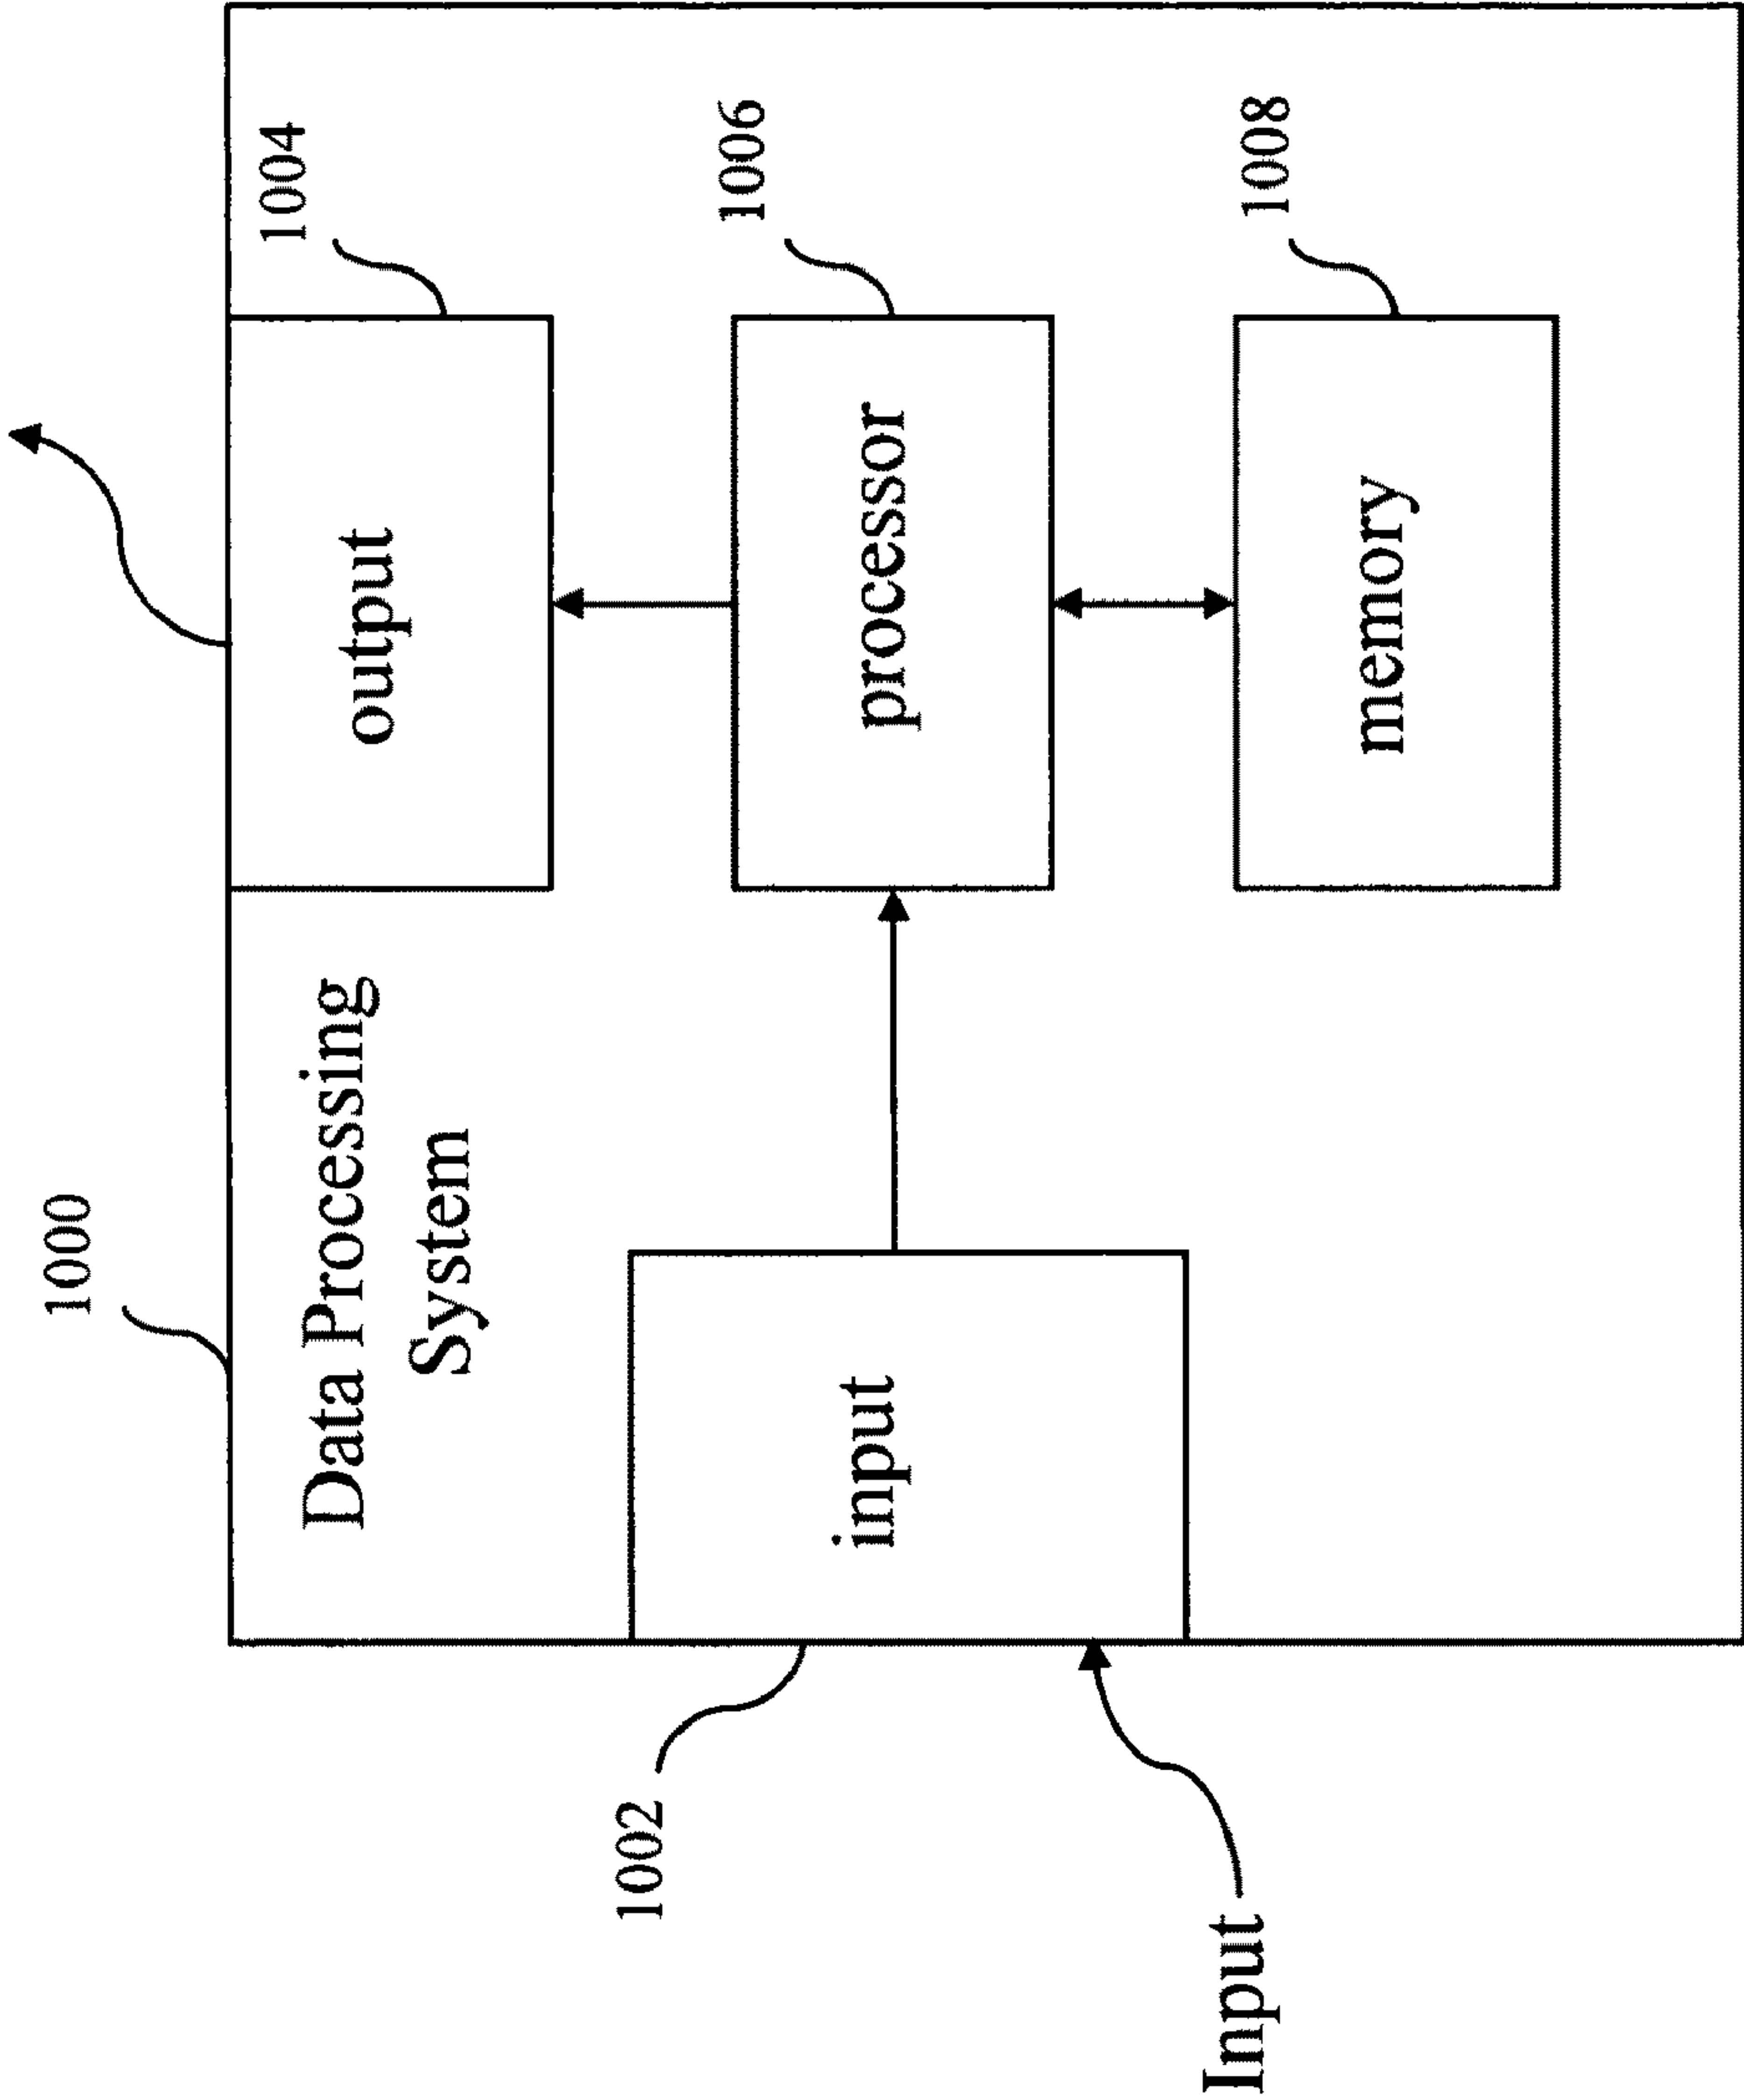 1000
Data Processing
System
1004
output
1006
processor
1008
memory
input
1002
Input